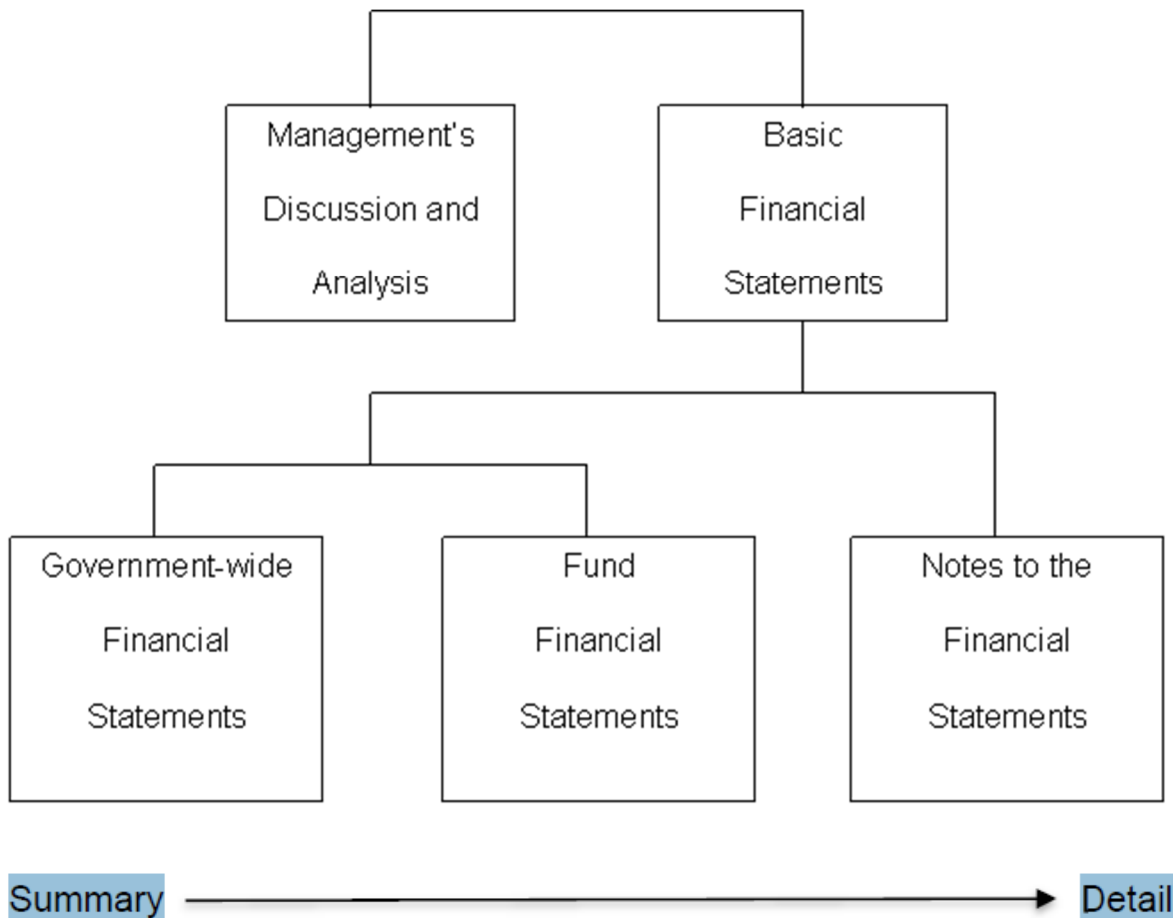 Management's
Discussion and
Analysis
Basic
Financial
Statements
Government-wide
Financial
Statements
Fund
Financial
Statements
Notes to the
Financial
Statements
Summary
Detail